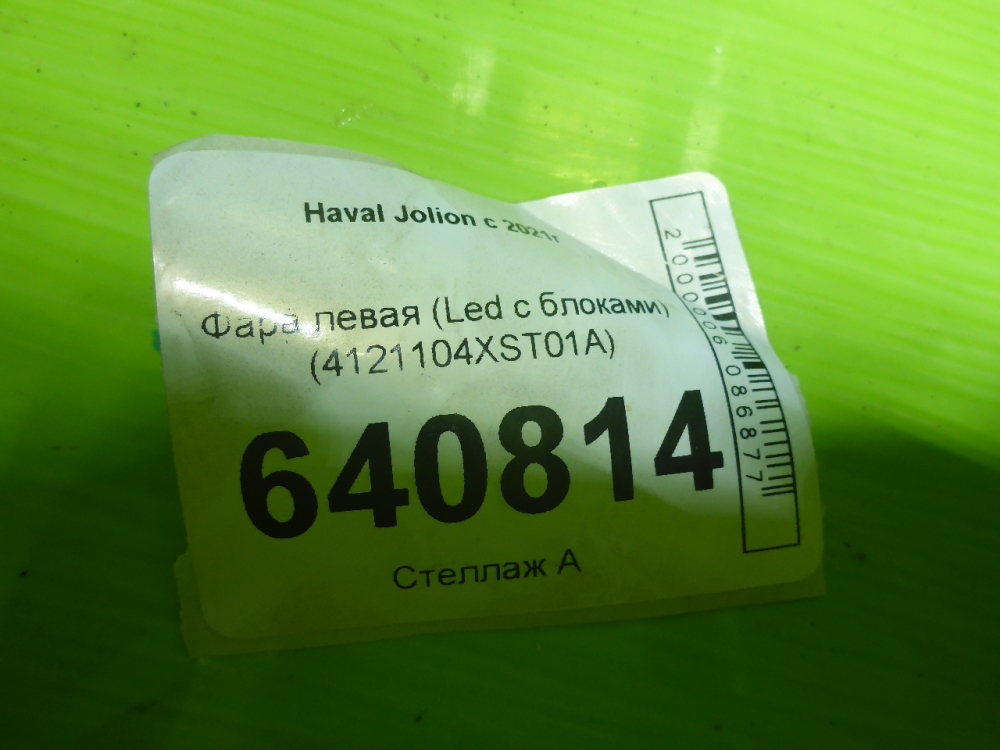 Haval Jolion с 2021г
Фара левая (Led с блоками)
(4121104XST01A)
640814
Стеллаж А
2000006086877